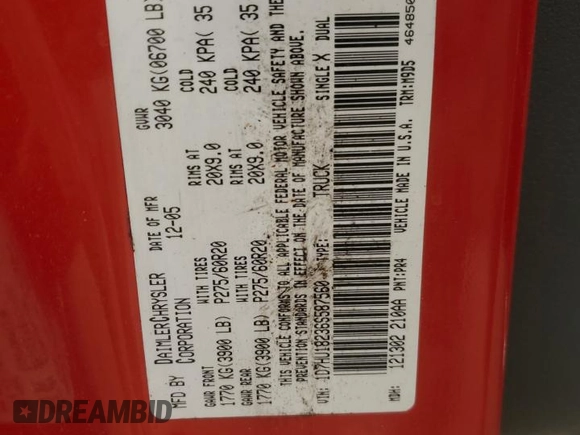 MFD BY DAIMLERCHRYSLER CORPORATION
DATE OF MFR 12-05
GVWR 3040 KG(06700 LB)
GAWR FRONT WITH TIRES RIMS AT COLD
1770 KG(3900 LB) P275/60R20 20X9.0 240 KPA( 35
GAWR REAR WITH TIRES RIMS AT COLD
1770 KG(3900 LB) P275/60R20 20X9.0 240 KPA( 35
THIS VEHICLE CONFORMS TO ALL APPLICABLE FEDERAL MOTOR VEHICLE SAFETY AND THE
PREVENTION STANDARDS IN EFFECT ON THE DATE OF MANUFACTURE SHOWN ABOVE.
VIN: 1D7HU18236S587560 TYPE: TRUCK SINGLE X DUAL
MDH: 121302 210AA PNT:PR4 VEHICLE MADE IN U.S.A. TRM:M9D5
464850
DREAMBID